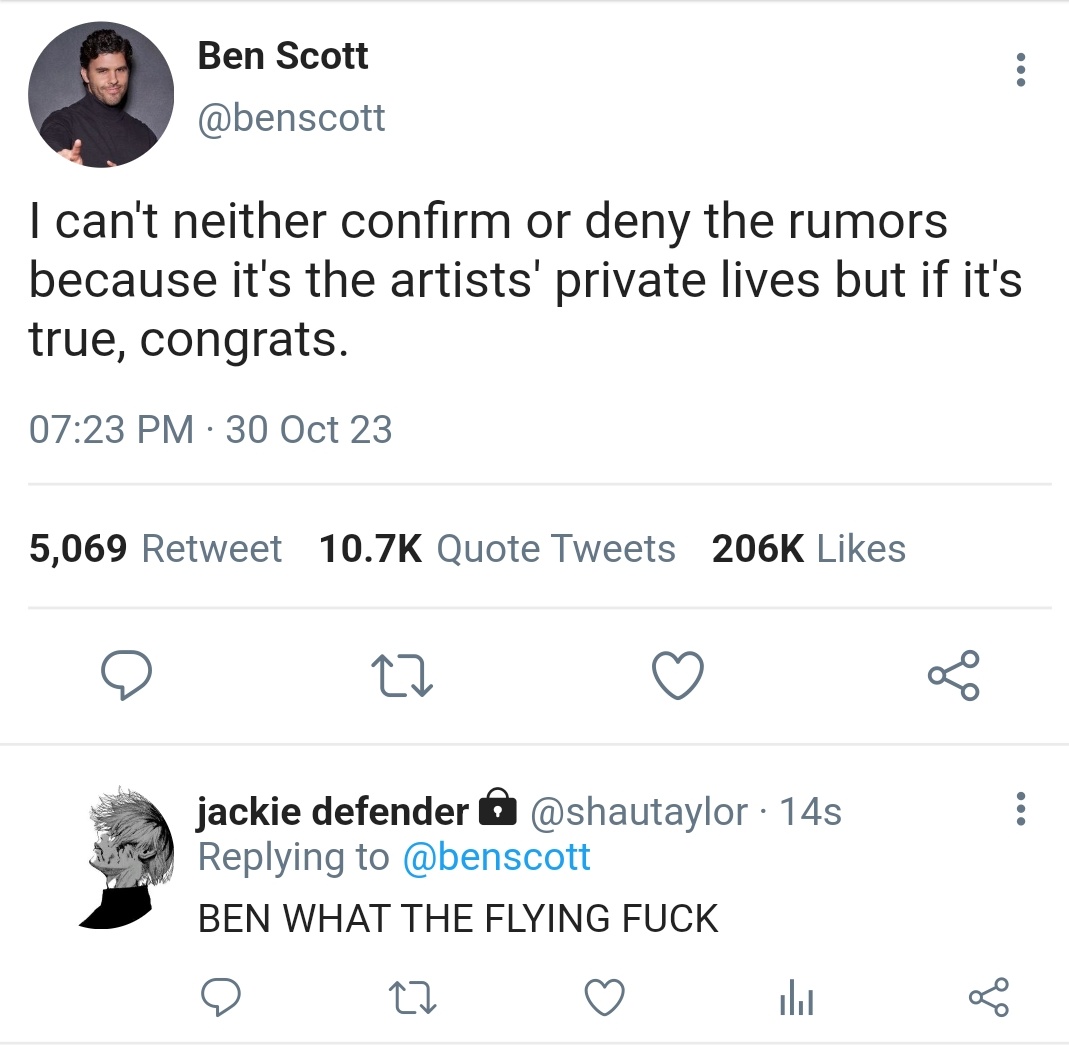 Ben Scott
@benscott
I can't neither confirm or deny the rumors
because it's the artists' private lives but if it's
true, congrats.
07:23 PM · 30 Oct 23
5,069 Retweet 10.7K Quote Tweets 206K Likes
jackie defender @shautaylor · 14s
Replying to @benscott
BEN WHAT THE FLYING FUCK